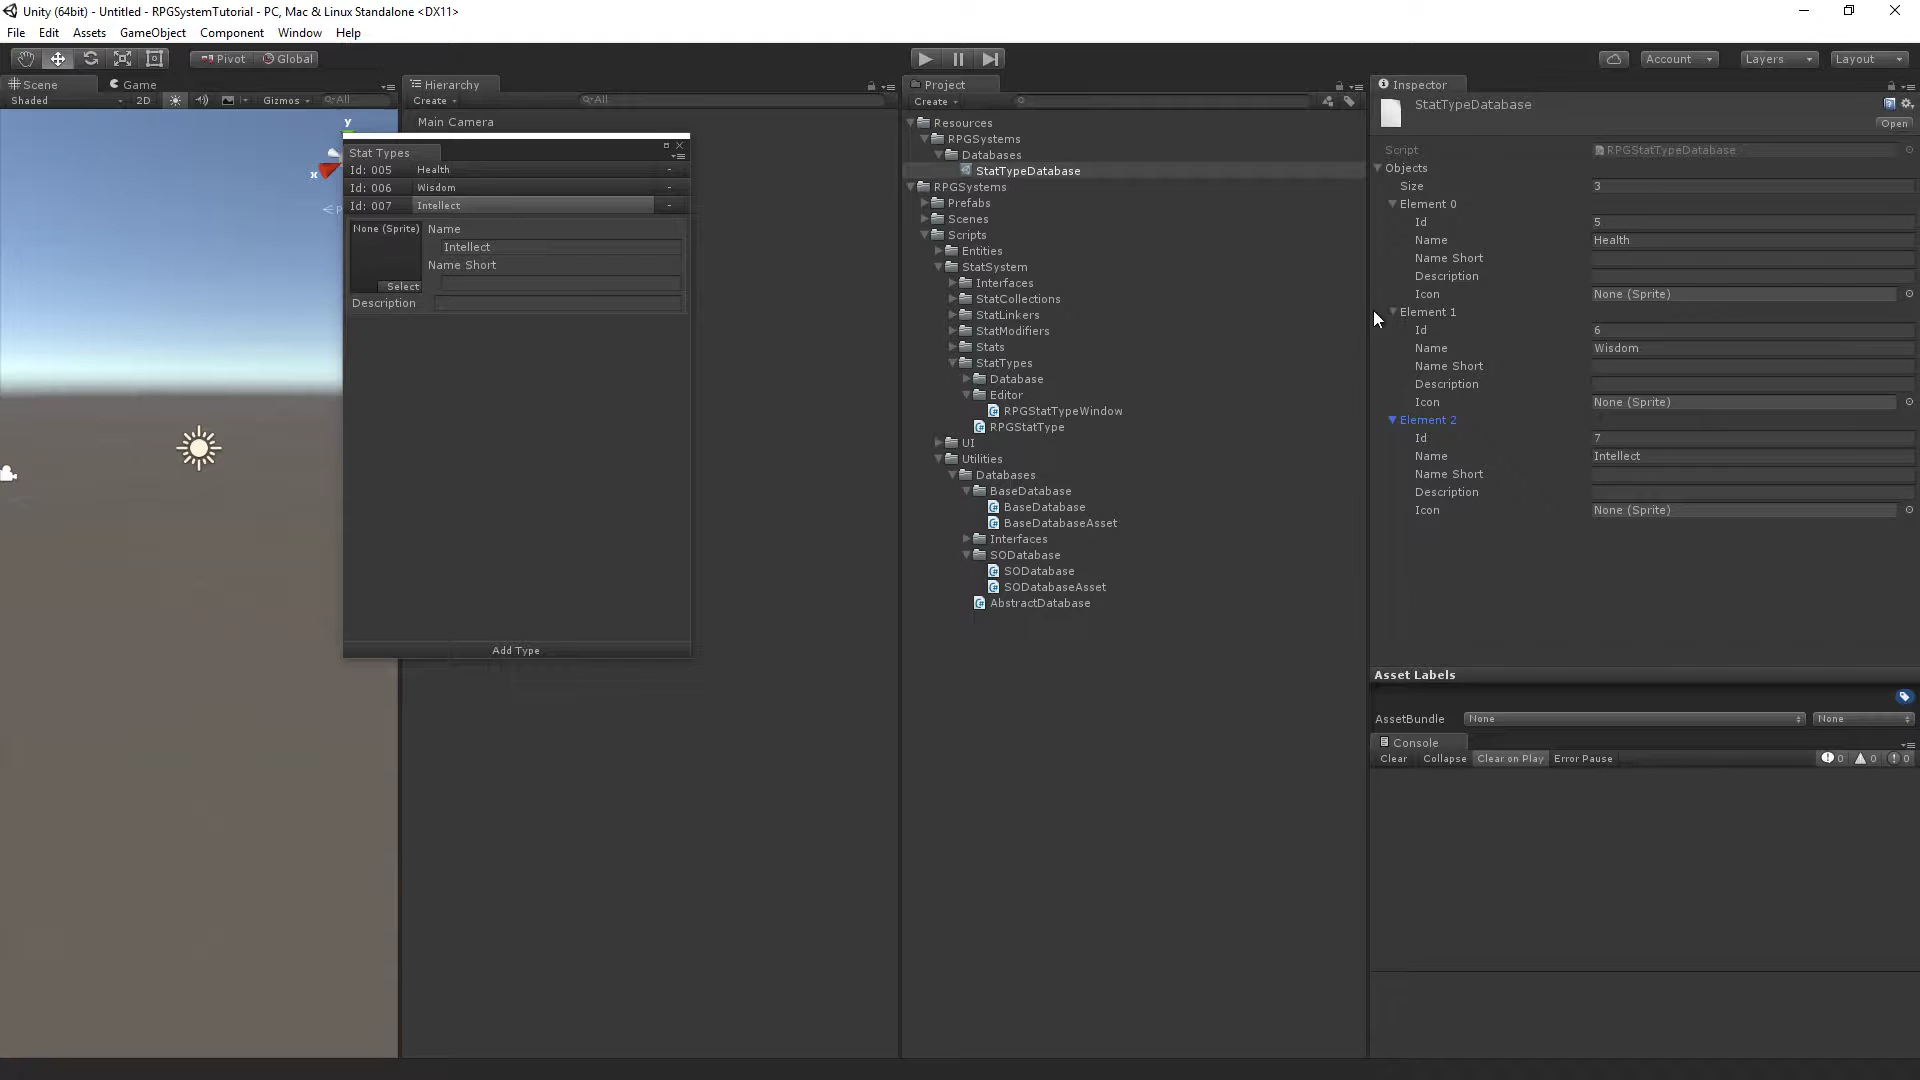 Unity (64bit) - Untitled - RPGSystemTutorial - PC, Mac & Linux Standalone <DX11>
File Edit Assets GameObject Component Window Help
Pivot Global Account Layers Layout
Scene Game
Shaded 2D Gizmos All
Hierarchy
Create All
Main Camera
y
x
Stat Types
Id: 005 Health -
Id: 006 Wisdom -
Id: 007 Intellect -
None (Sprite) Name
Intellect
Name Short
Select
Description
Add Type
Project
Create
Resources
RPGSystems
Databases
StatTypeDatabase
RPGSystems
Prefabs
Scenes
Scripts
Entities
StatSystem
Interfaces
StatCollections
StatLinkers
StatModifiers
Stats
StatTypes
Database
Editor
RPGStatTypeWindow
RPGStatType
UI
Utilities
Databases
BaseDatabase
BaseDatabase
BaseDatabaseAsset
Interfaces
SODatabase
SODatabase
SODatabaseAsset
AbstractDatabase
Inspector
StatTypeDatabase
Open
Script RPGStatTypeDatabase
Objects
Size 3
Element 0
Id 5
Name Health
Name Short
Description
Icon None (Sprite)
Element 1
Id 6
Name Wisdom
Name Short
Description
Icon None (Sprite)
Element 2
Id 7
Name Intellect
Name Short
Description
Icon None (Sprite)
Asset Labels
AssetBundle None None
Console
Clear Collapse Clear on Play Error Pause 0 0 0